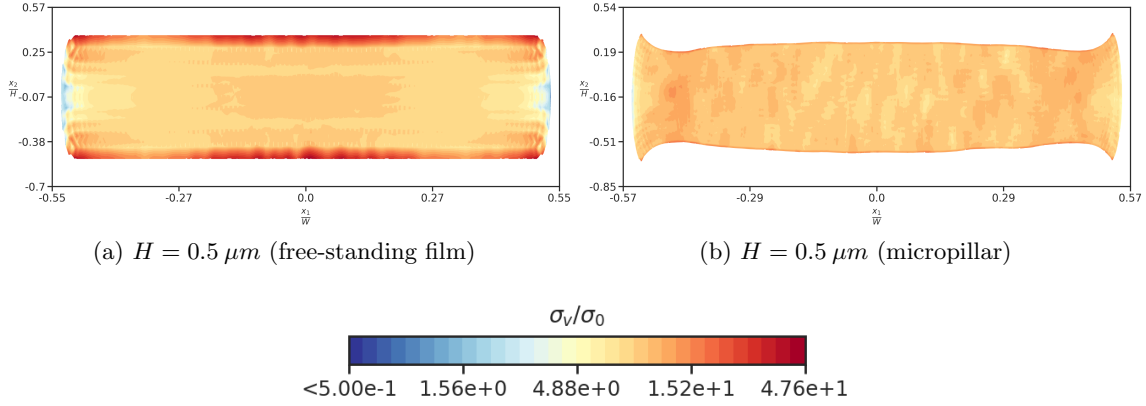 0.57
0.25
x₂/H
-0.07
-0.38
-0.7
-0.55 -0.27 0.0 0.27 0.55
x₁/W
0.54
0.19
x₂/H
-0.16
-0.51
-0.85
-0.57 -0.29 0.0 0.29 0.57
x₁/W
(a) H = 0.5 μm (free-standing film)
(b) H = 0.5 μm (micropillar)
σᵥ/σ₀
<5.00e-1 1.56e+0 4.88e+0 1.52e+1 4.76e+1